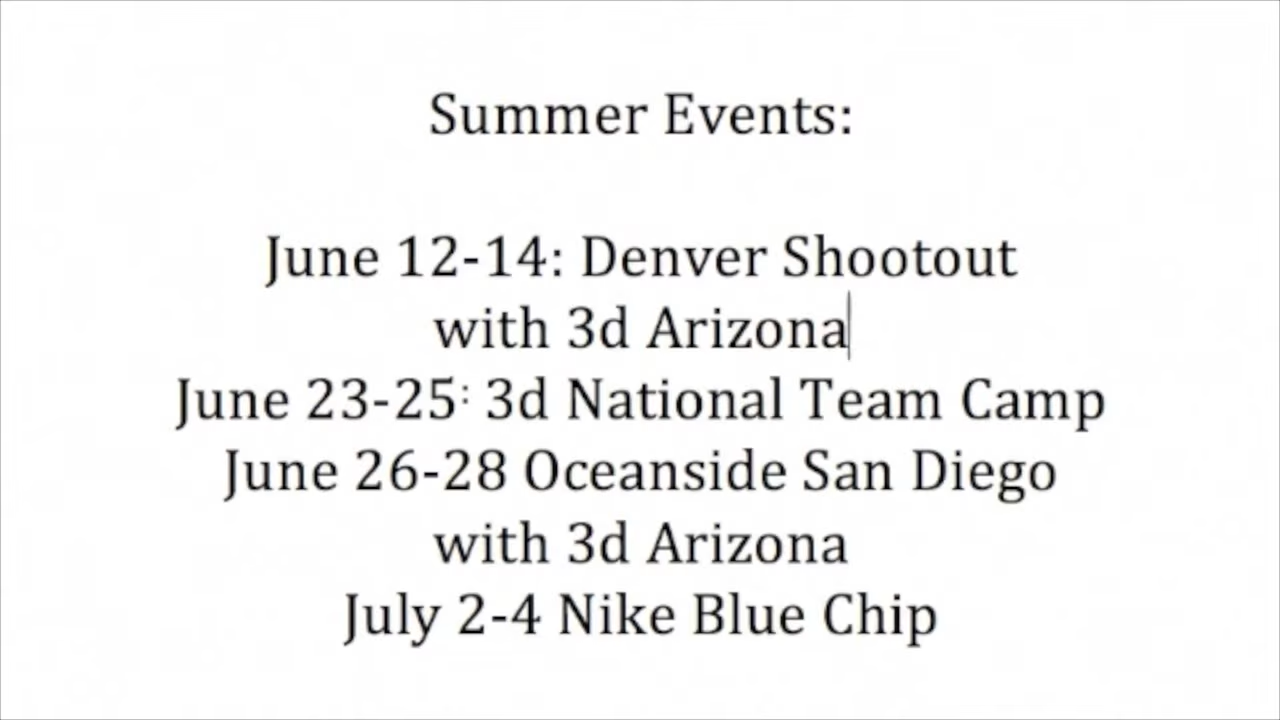 Summer Events:
June 12-14: Denver Shootout
with 3d Arizona
June 23-25: 3d National Team Camp
June 26-28 Oceanside San Diego
with 3d Arizona
July 2-4 Nike Blue Chip